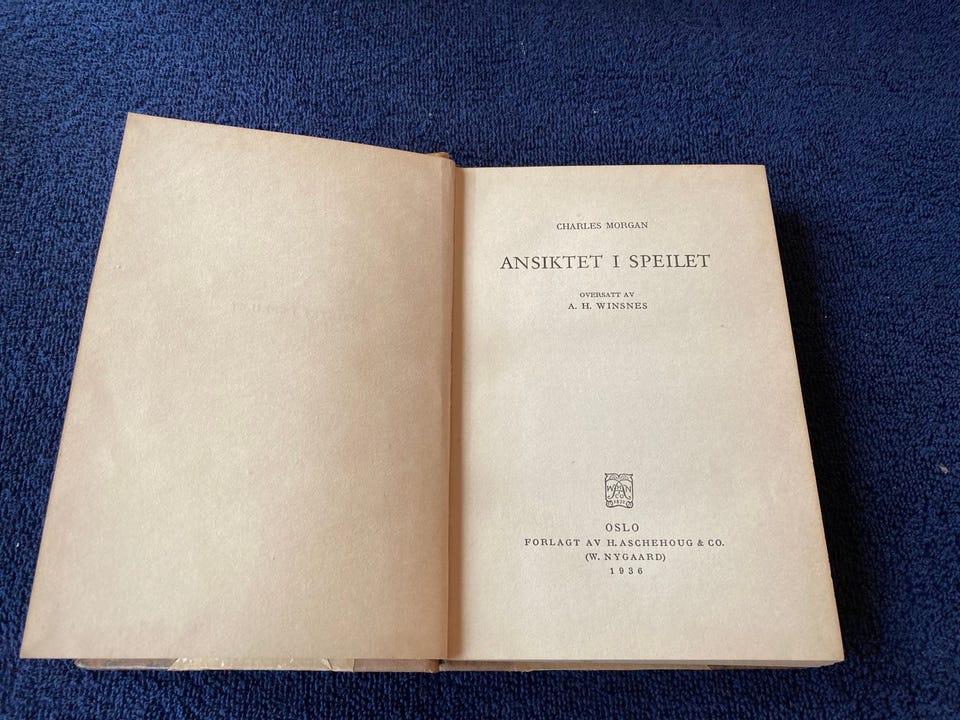 CHARLES MORGAN
ANSIKTET I SPEILET
OVERSATT AV
A. H. WINSNES
OSLO
FORLAGT AV H. ASCHEHOUG & CO.
(W. NYGAARD)
1936